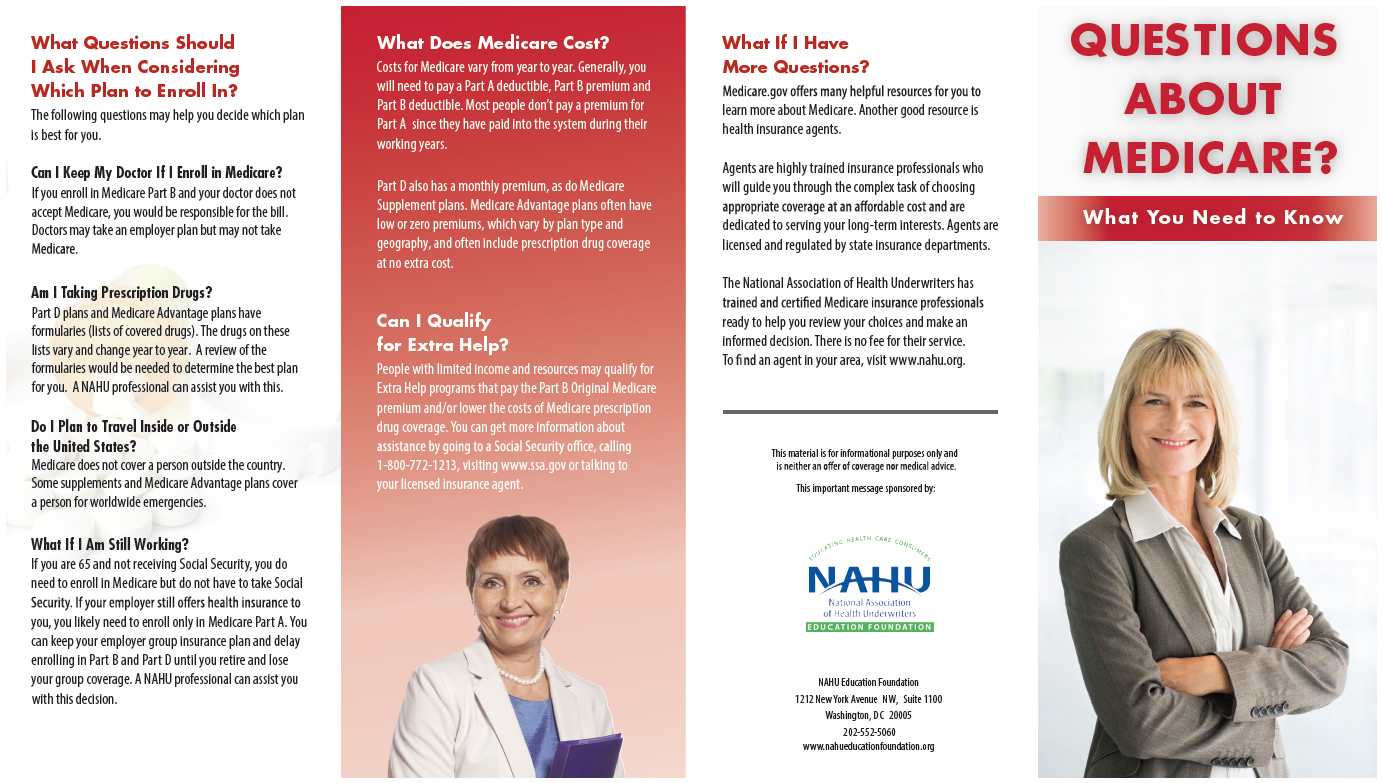 What Questions Should
I Ask When Considering
Which Plan to Enroll In?
The following questions may help you decide which plan
is best for you.
Can I Keep My Doctor If I Enroll in Medicare?
If you enroll in Medicare Part B and your doctor does not
accept Medicare, you would be responsible for the bill.
Doctors may take an employer plan but may not take
Medicare.
Am I Taking Prescription Drugs?
Part D plans and Medicare Advantage plans have
formularies (lists of covered drugs). The drugs on these
lists vary and change year to year. A review of the
formularies would be needed to determine the best plan
for you. A NAHU professional can assist you with this.
Do I Plan to Travel Inside or Outside
the United States?
Medicare does not cover a person outside the country.
Some supplements and Medicare Advantage plans cover
a person for worldwide emergencies.
What If I Am Still Working?
If you are 65 and not receiving Social Security, you do
need to enroll in Medicare but do not have to take Social
Security. If your employer still offers health insurance to
you, you likely need to enroll only in Medicare Part A. You
can keep your employer group insurance plan and delay
enrolling in Part B and Part D until you retire and lose
your group coverage. A NAHU professional can assist you
with this decision.
What Does Medicare Cost?
Costs for Medicare vary from year to year. Generally, you
will need to pay a Part A deductible, Part B premium and
Part B deductible. Most people don't pay a premium for
Part A since they have paid into the system during their
working years.
Part D also has a monthly premium, as do Medicare
Supplement plans. Medicare Advantage plans often have
low or zero premiums, which vary by plan type and
geography, and often include prescription drug coverage
at no extra cost.
Can I Qualify
for Extra Help?
People with limited income and resources may qualify for
Extra Help programs that pay the Part B Original Medicare
premium and/or lower the costs of Medicare prescription
drug coverage. You can get more information about
assistance by going to a Social Security office, calling
1-800-772-1213, visiting www.ssa.gov or talking to
your licensed insurance agent.
What If I Have
More Questions?
Medicare.gov offers many helpful resources for you to
learn more about Medicare. Another good resource is
health insurance agents.
Agents are highly trained insurance professionals who
will guide you through the complex task of choosing
appropriate coverage at an affordable cost and are
dedicated to serving your long-term interests. Agents are
licensed and regulated by state insurance departments.
The National Association of Health Underwriters has
trained and certified Medicare insurance professionals
ready to help you review your choices and make an
informed decision. There is no fee for their service.
To find an agent in your area, visit www.nahu.org.
This material is for informational purposes only and
is neither an offer of coverage nor medical advice.
This important message sponsored by:
EDUCATING HEALTH CARE CONSUMERS
NAHU
National Association
of Health Underwriters
EDUCATION FOUNDATION
NAHU Education Foundation
1212 New York Avenue NW, Suite 1100
Washington, DC 20005
202-552-5060
www.nahueducationfoundation.org
QUESTIONS
ABOUT
MEDICARE?
What You Need to Know